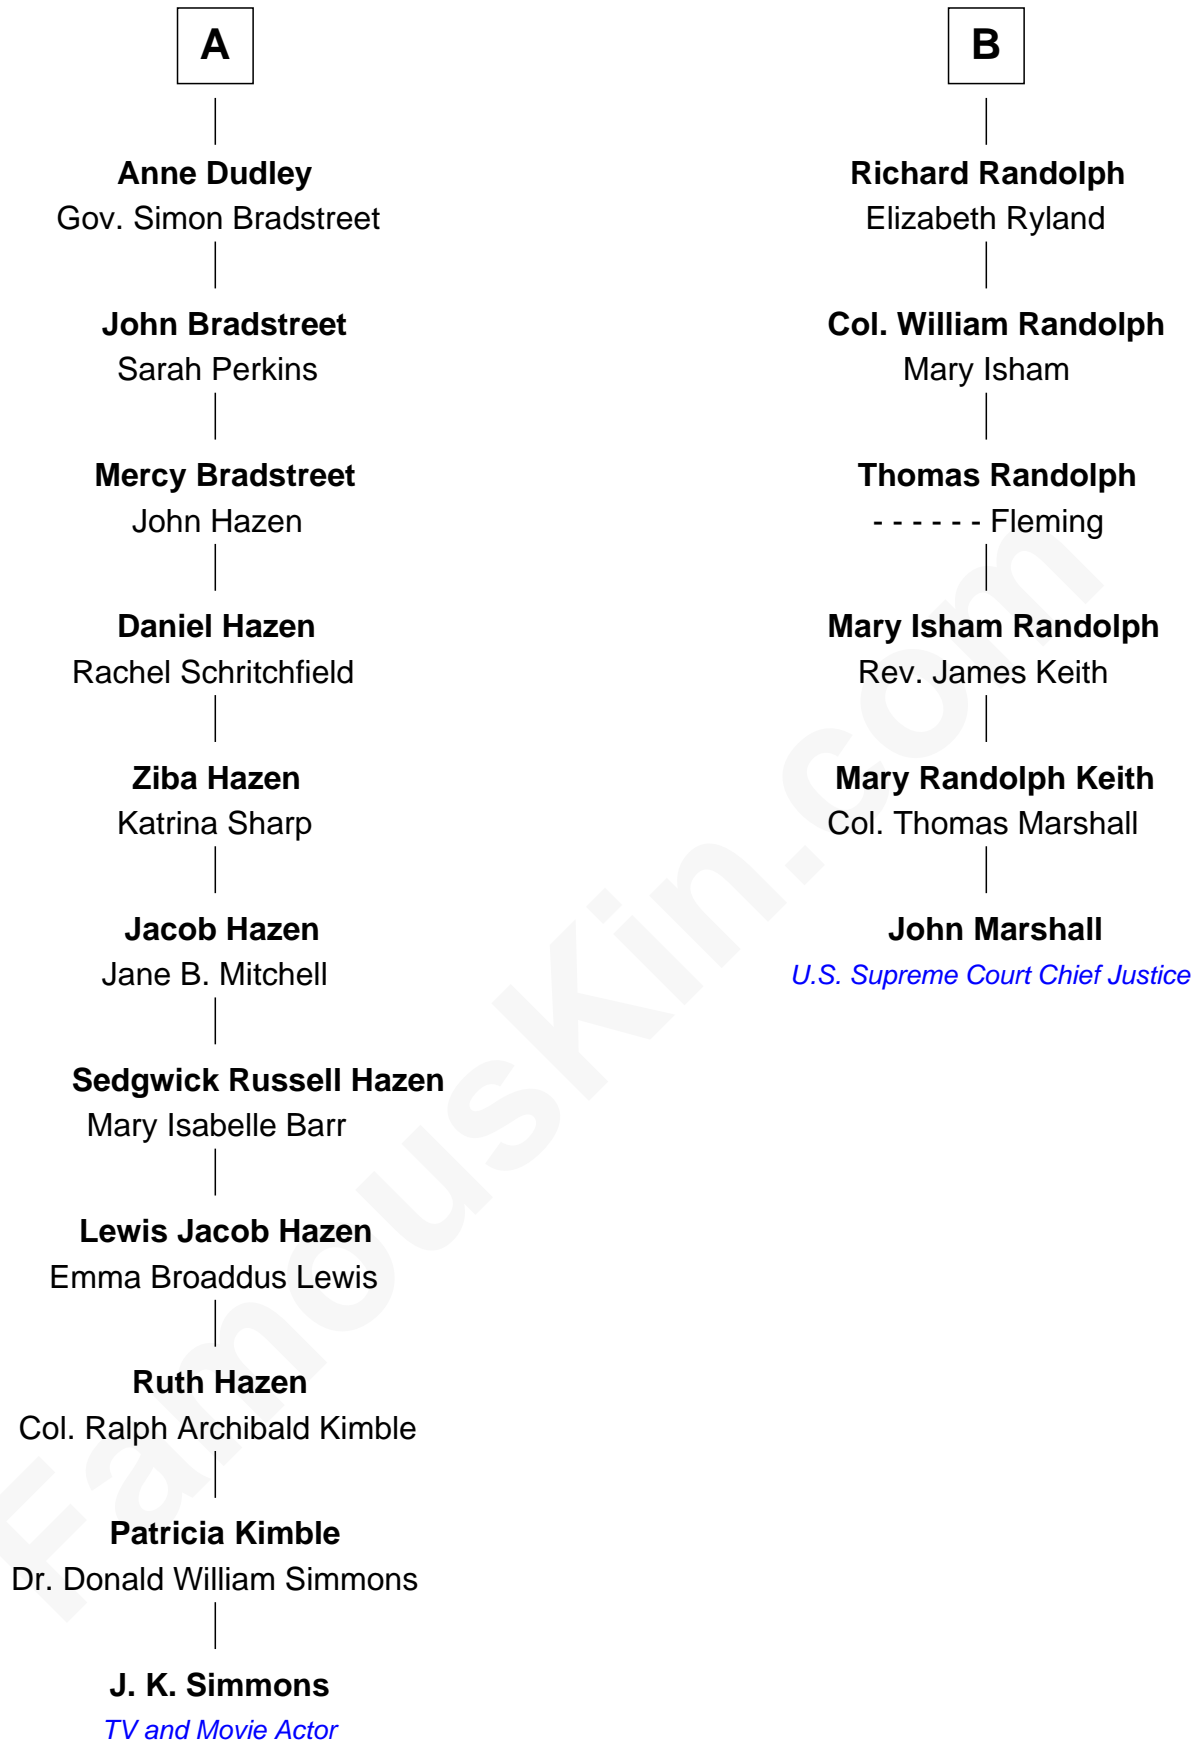 A
Anne Dudley
Gov. Simon Bradstreet
John Bradstreet
Sarah Perkins
Mercy Bradstreet
John Hazen
Daniel Hazen
Rachel Schritchfield
Ziba Hazen
Katrina Sharp
Jacob Hazen
Jane B. Mitchell
Sedgwick Russell Hazen
Mary Isabelle Barr
Lewis Jacob Hazen
Emma Broaddus Lewis
Ruth Hazen
Col. Ralph Archibald Kimble
Patricia Kimble
Dr. Donald William Simmons
J. K. Simmons
TV and Movie Actor
B
Richard Randolph
Elizabeth Ryland
Col. William Randolph
Mary Isham
Thomas Randolph
- - - - - - Fleming
Mary Isham Randolph
Rev. James Keith
Mary Randolph Keith
Col. Thomas Marshall
John Marshall
U.S. Supreme Court Chief Justice
FamousKin.com